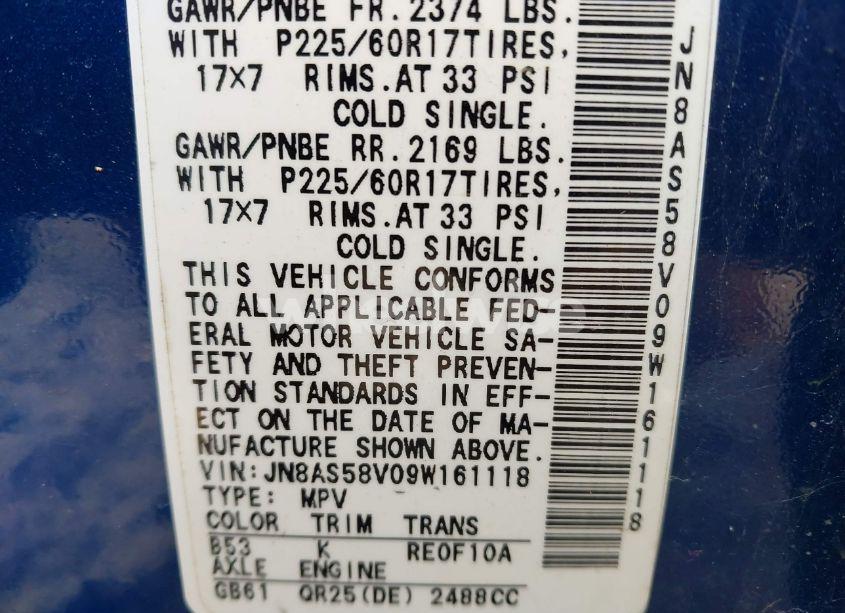 GAWR/PNBE FR. 2374 LBS.
WITH P225/60R17TIRES,
17×7 RIMS.AT 33 PSI
COLD SINGLE.
GAWR/PNBE RR. 2169 LBS.
WITH P225/60R17TIRES,
17×7 RIMS.AT 33 PSI
COLD SINGLE.
THIS VEHICLE CONFORMS
TO ALL APPLICABLE FED-
ERAL MOTOR VEHICLE SA-
FETY AND THEFT PREVEN-
TION STANDARDS IN EFF-
ECT ON THE DATE OF MA-
NUFACTURE SHOWN ABOVE.
VIN:JN8AS58V09W161118
TYPE: MPV
COLOR TRIM TRANS
B53 K RE0F10A
AXLE ENGINE
GB61 QR25(DE) 2488CC
JN8AS58V09W161118